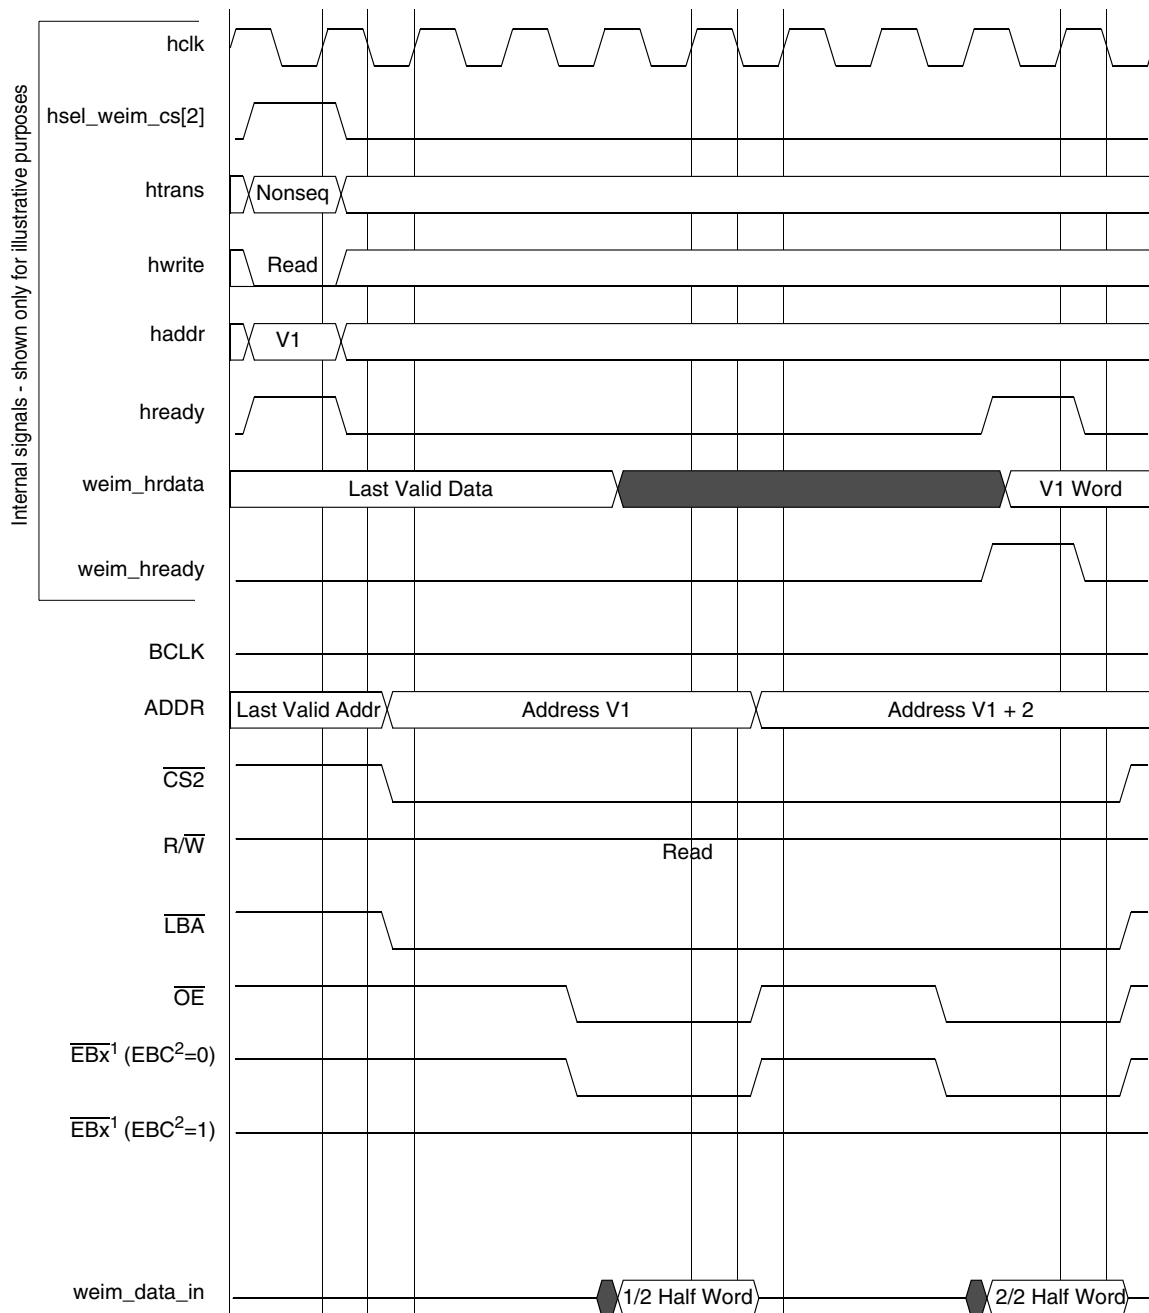 Internal signals - shown only for illustrative purposes
hclk
hsel_weim_cs[2]
htrans Nonseq
hwrite Read
haddr V1
hready
weim_hrdata Last Valid Data V1 Word
weim_hready
BCLK
ADDR Last Valid Addr Address V1 Address V1 + 2
CS2
R/W
Read
LBA
OE
EBx¹ (EBC²=0)
EBx¹ (EBC²=1)
weim_data_in 1/2 Half Word 2/2 Half Word